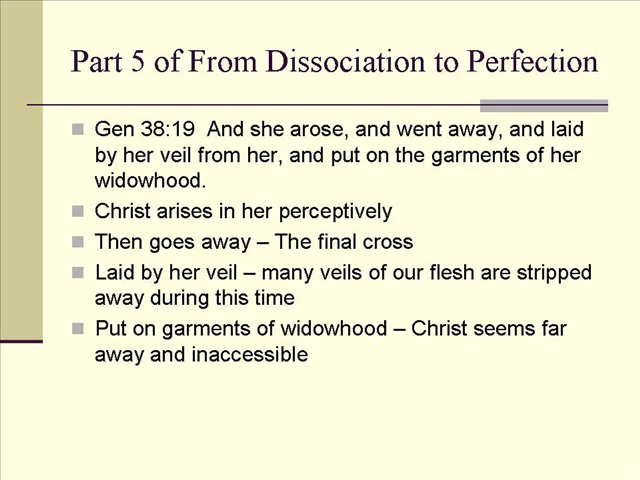 Part 5 of From Dissociation to Perfection
Gen 38:19  And she arose, and went away, and laid
by her veil from her, and put on the garments of her
widowhood.
Christ arises in her perceptively
Then goes away – The final cross
Laid by her veil – many veils of our flesh are stripped
away during this time
Put on garments of widowhood – Christ seems far
away and inaccessible